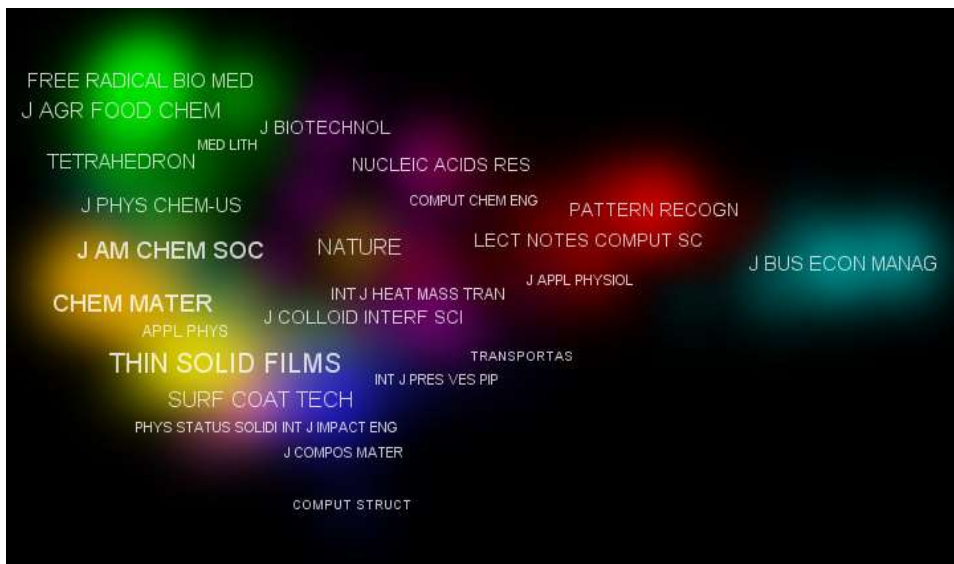 FREE RADICAL BIO MED
J AGR FOOD CHEM
J BIOTECHNOL
MED LITH
TETRAHEDRON
NUCLEIC ACIDS RES
J PHYS CHEM-US
COMPUT CHEM ENG
PATTERN RECOGN
J AM CHEM SOC
NATURE
LECT NOTES COMPUT SC
J BUS ECON MANAG
J APPL PHYSIOL
CHEM MATER
INT J HEAT MASS TRAN
J COLLOID INTERF SCI
APPL PHYS
THIN SOLID FILMS
TRANSPORTAS
INT J PRES VES PIP
SURF COAT TECH
PHYS STATUS SOLIDI INT J IMPACT ENG
J COMPOS MATER
COMPUT STRUCT